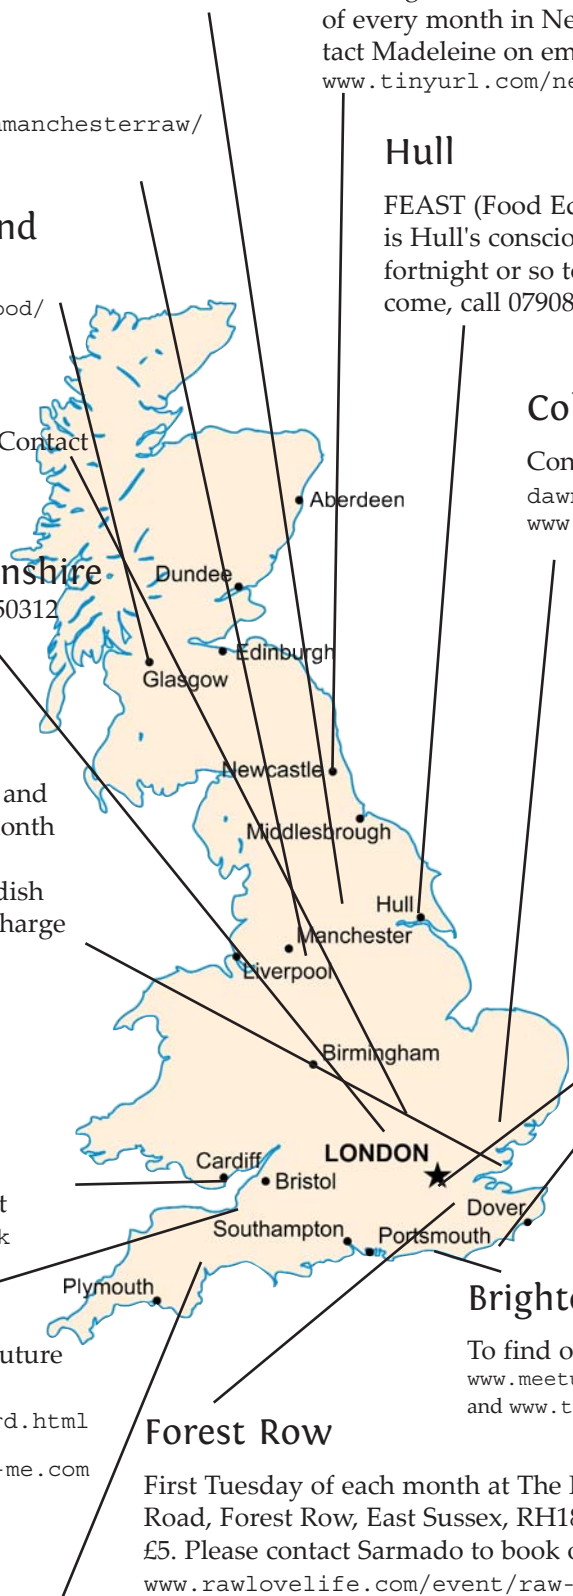 of every month in Ne
tact Madeleine on em
www.tinyurl.com/ne
manchesterraw/
Hull
FEAST (Food Ec
is Hull's conscio
fortnight or so to
come, call 07908
nd
ood/
Contact
Co
Con
dawn
www
nshire
50312
Aberdeen
Dundee
Edinburgh
Glasgow
Newcastle
Middlesbrough
and
onth
dish
harge
Hull
Manchester
Liverpool
Birmingham
LONDON
Cardiff
Bristol
Dover
Southampton
Portsmouth
Plymouth
t
k
uture
rd.html
-me.com
Brighto
To find o
www.meetu
and www.t
Forest Row
First Tuesday of each month at The
Road, Forest Row, East Sussex, RH18
£5. Please contact Sarmado to book
www.rawlovelife.com/event/raw-